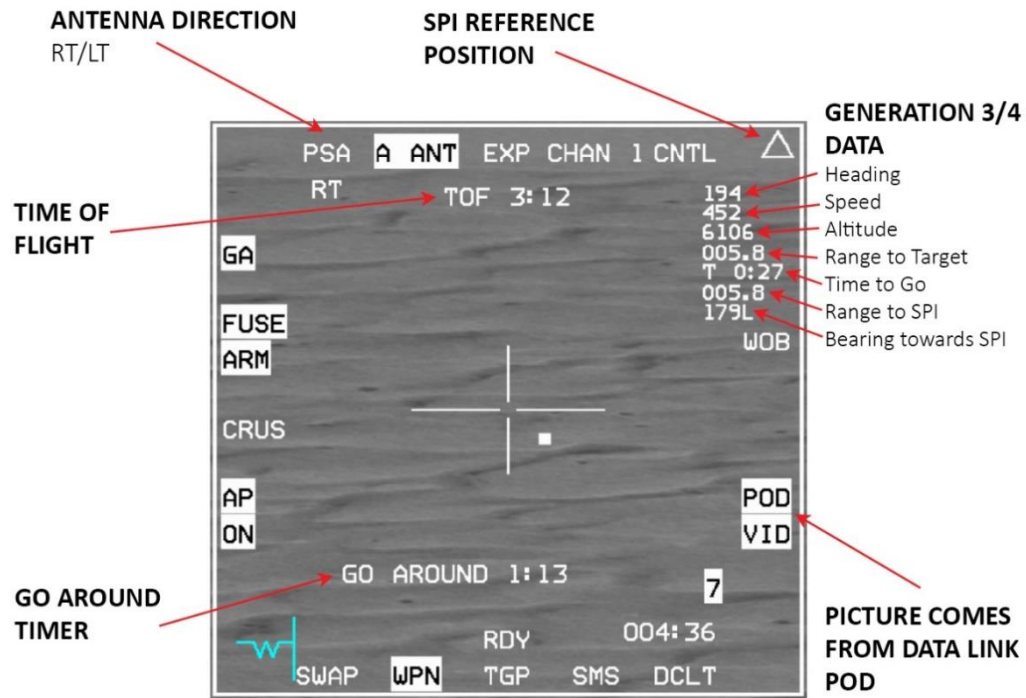 ANTENNA DIRECTION
RT/LT
SPI REFERENCE
POSITION
GENERATION 3/4
DATA
Heading
Speed
Altitude
Range to Target
Time to Go
Range to SPI
Bearing towards SPI
TIME OF
FLIGHT
GO AROUND
TIMER
PICTURE COMES
FROM DATA LINK
POD
PSA A ANT EXP CHAN 1 CNTL
RT
TOF 3:12
194
452
6106
005.8
T 0:27
005.8
179L
WOB
GA
FUSE
ARM
CRUS
AP
ON
POD
VID
GO AROUND 1:13
7
RDY
004:36
SWAP WPN TGP SMS DCLT